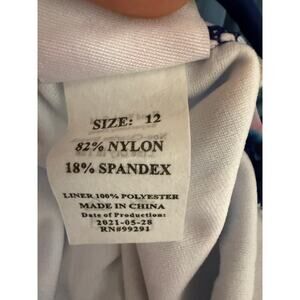 SIZE: 12
82% NYLON
18% SPANDEX
LINER 100% POLYESTER
MADE IN CHINA
Date of Production:
2021-05-28
RN#99291